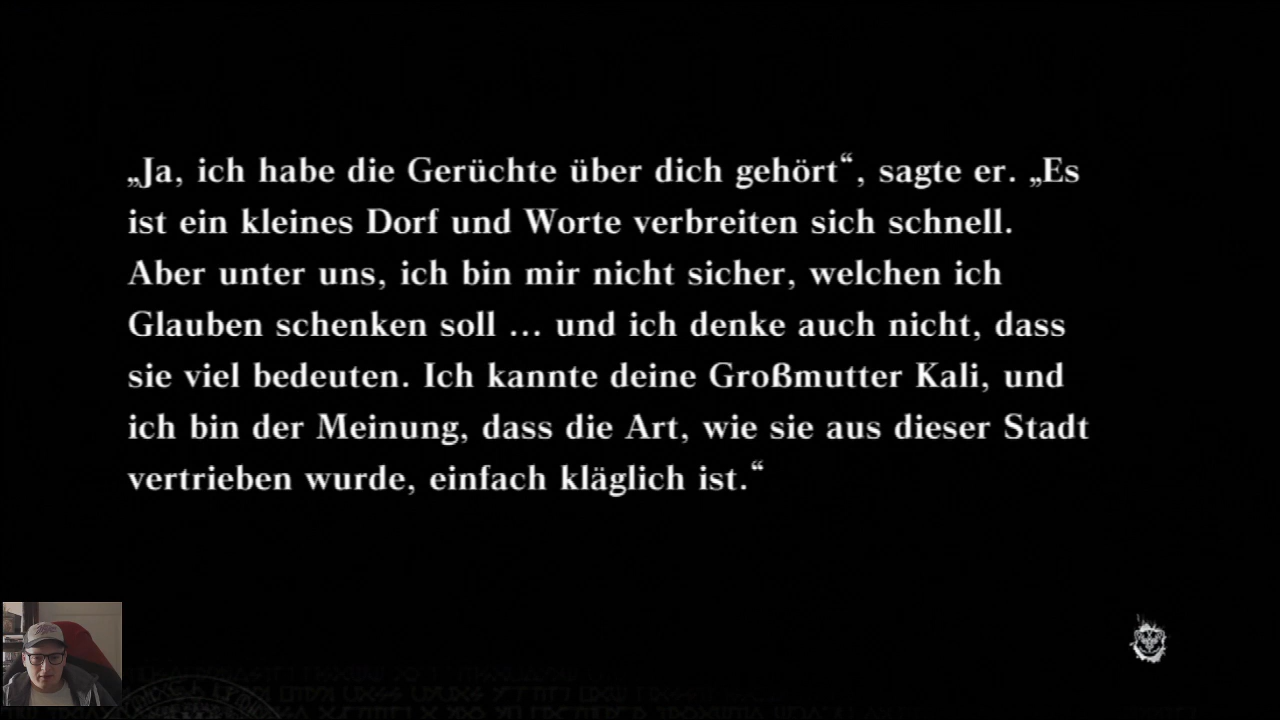 „Ja, ich habe die Gerüchte über dich gehört“, sagte er. „Es
ist ein kleines Dorf und Worte verbreiten sich schnell.
Aber unter uns, ich bin mir nicht sicher, welchen ich
Glauben schenken soll … und ich denke auch nicht, dass
sie viel bedeuten. Ich kannte deine Großmutter Kali, und
ich bin der Meinung, dass die Art, wie sie aus dieser Stadt
vertrieben wurde, einfach kläglich ist.“